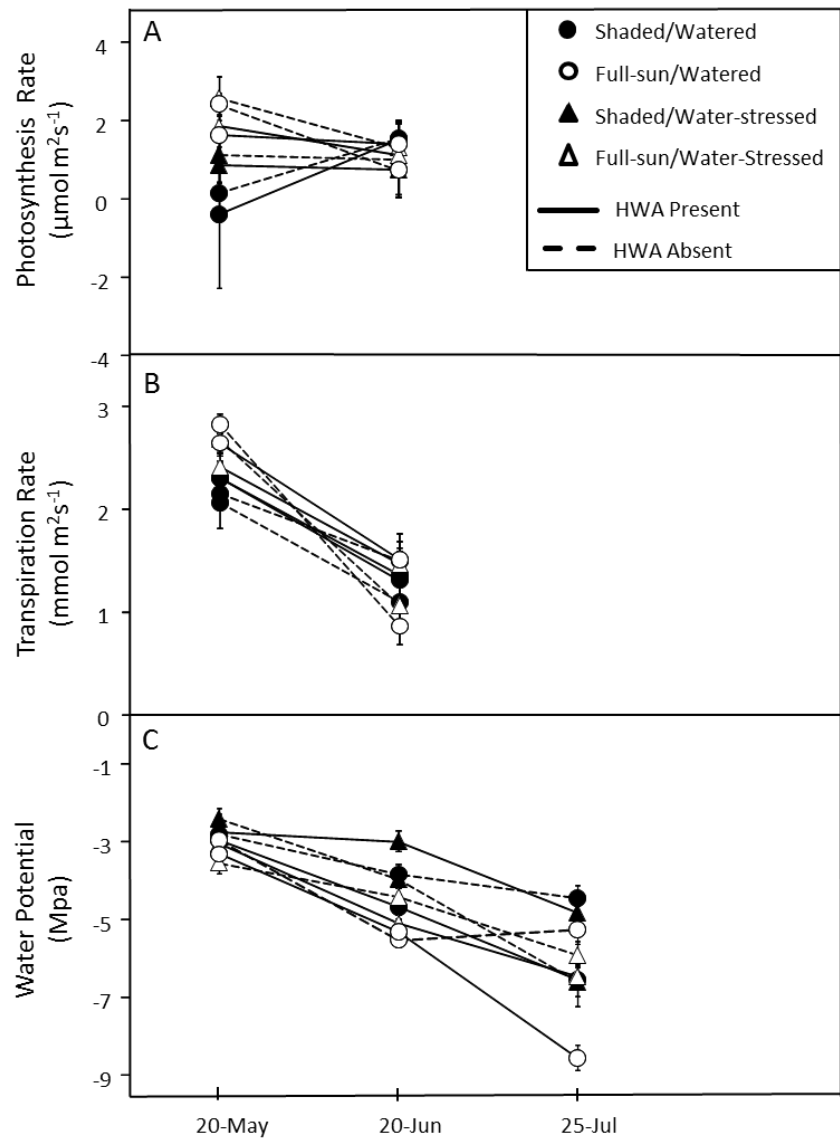 A
Photosynthesis Rate
(µmol m²s⁻¹)
4
2
0
-2
-4
Shaded/Watered
Full-sun/Watered
Shaded/Water-stressed
Full-sun/Water-Stressed
HWA Present
HWA Absent
B
Transpiration Rate
(mmol m²s⁻¹)
3
2
1
0
C
Water Potential
(Mpa)
-1
-3
-5
-7
-9
20-May
20-Jun
25-Jul